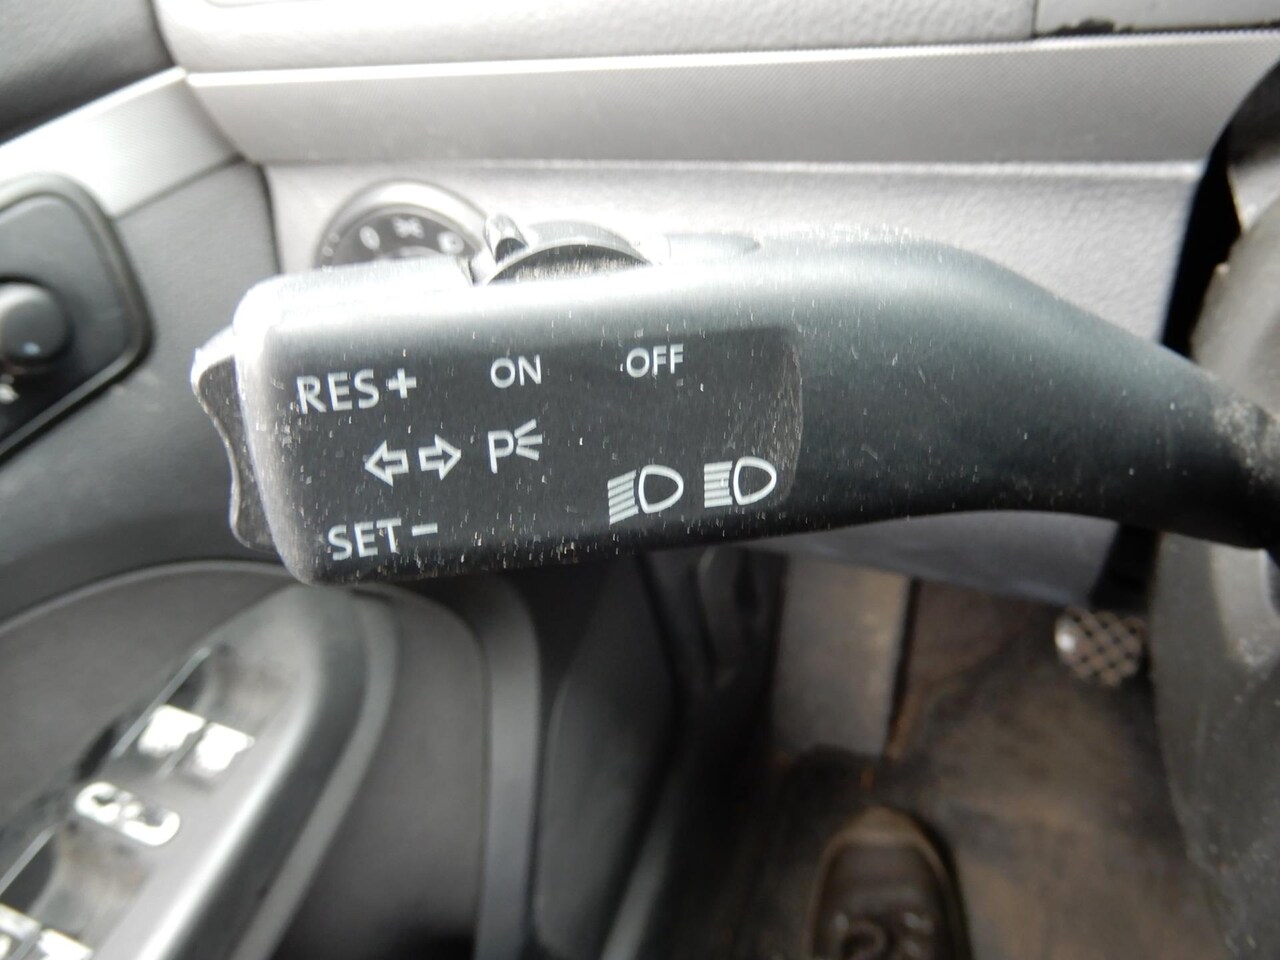 RES+ ON OFF
P
SET-